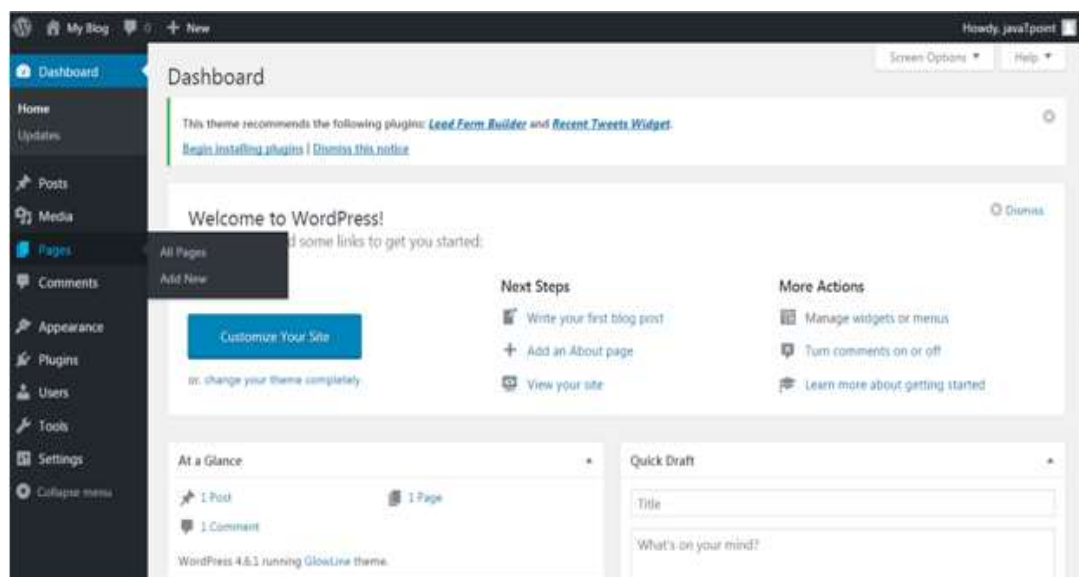 My Blog 0 + New Howdy, javaTpoint
Screen Options Help
Dashboard
Home
Updates
Posts
Media
Pages
Comments
Appearance
Plugins
Users
Tools
Settings
Collapse menu
All Pages
Add New
Dashboard
This theme recommends the following plugins: Lead Form Builder and Recent Tweets Widget.
Begin installing plugins | Dismiss this notice
Welcome to WordPress!
Dismiss
d some links to get you started:
Customize Your Site
or, change your theme completely
Next Steps
Write your first blog post
Add an About page
View your site
More Actions
Manage widgets or menus
Turn comments on or off
Learn more about getting started
At a Glance
1 Post
1 Page
1 Comment
WordPress 4.6.1 running GlowLine theme.
Quick Draft
Title
What's on your mind?